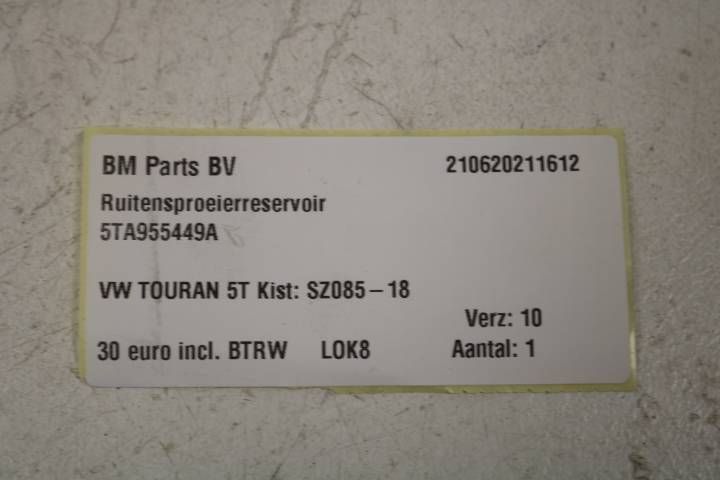 BM Parts BV 210620211612
Ruitensproeierreservoir
5TA955449A
VW TOURAN 5T Kist: SZ085-18
Verz: 10
30 euro incl. BTRW LOK8 Aantal: 1